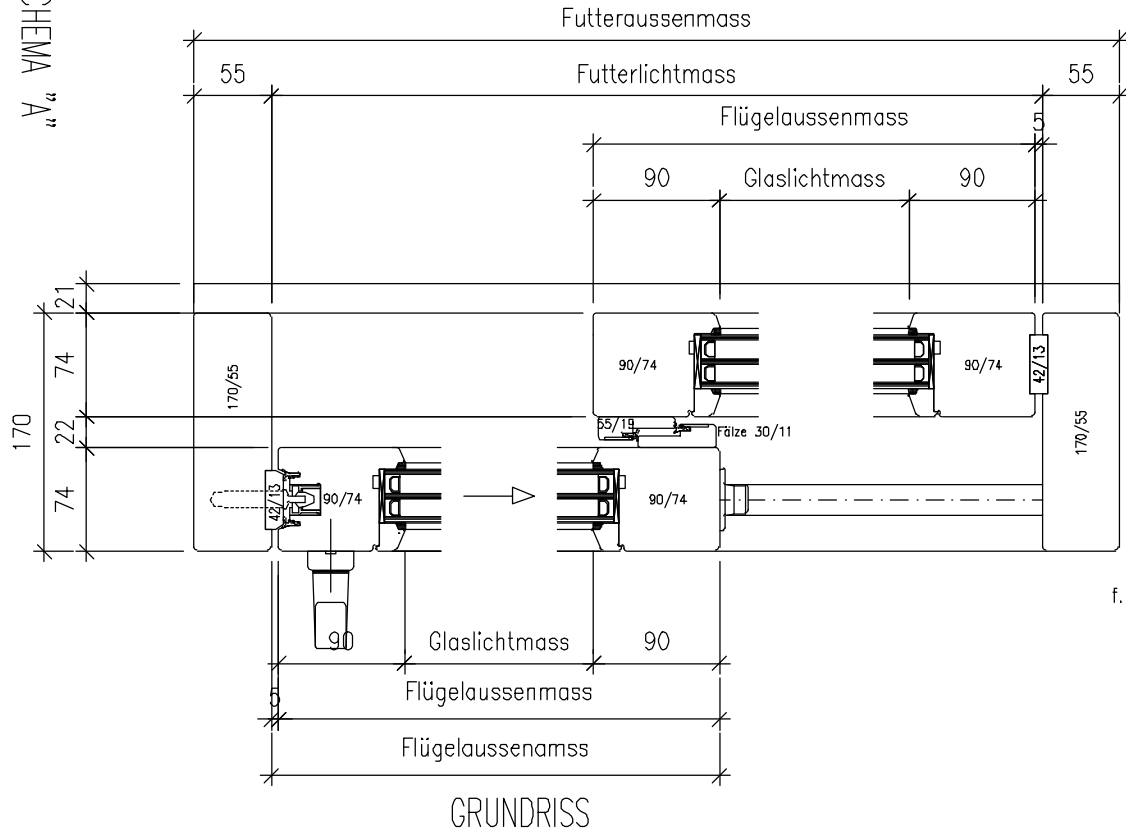 Futteraussenmass
CHEMA "A"
55
Futterlichtmass
55
Flügelaussenmass
5
90
Glaslichtmass
90
21
74
22
74
170
170/55
90/74
90/74
42/13
170/55
55/19
Fälze 30/11
42/13
90/74
90/74
f.
90
Glaslichtmass
90
5
Flügelaussenmass
Flügelaussenamss
GRUNDRISS